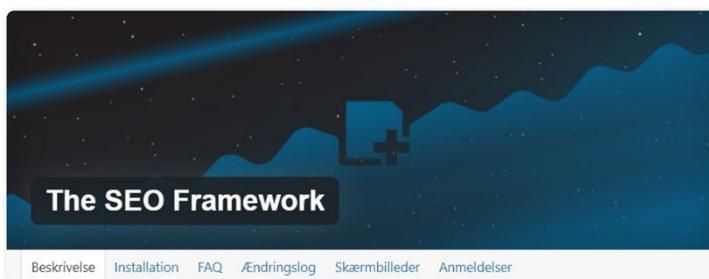 The SEO Framework
Beskrivelse Installation FAQ Ændringslog Skærmbilleder Anmeldelser